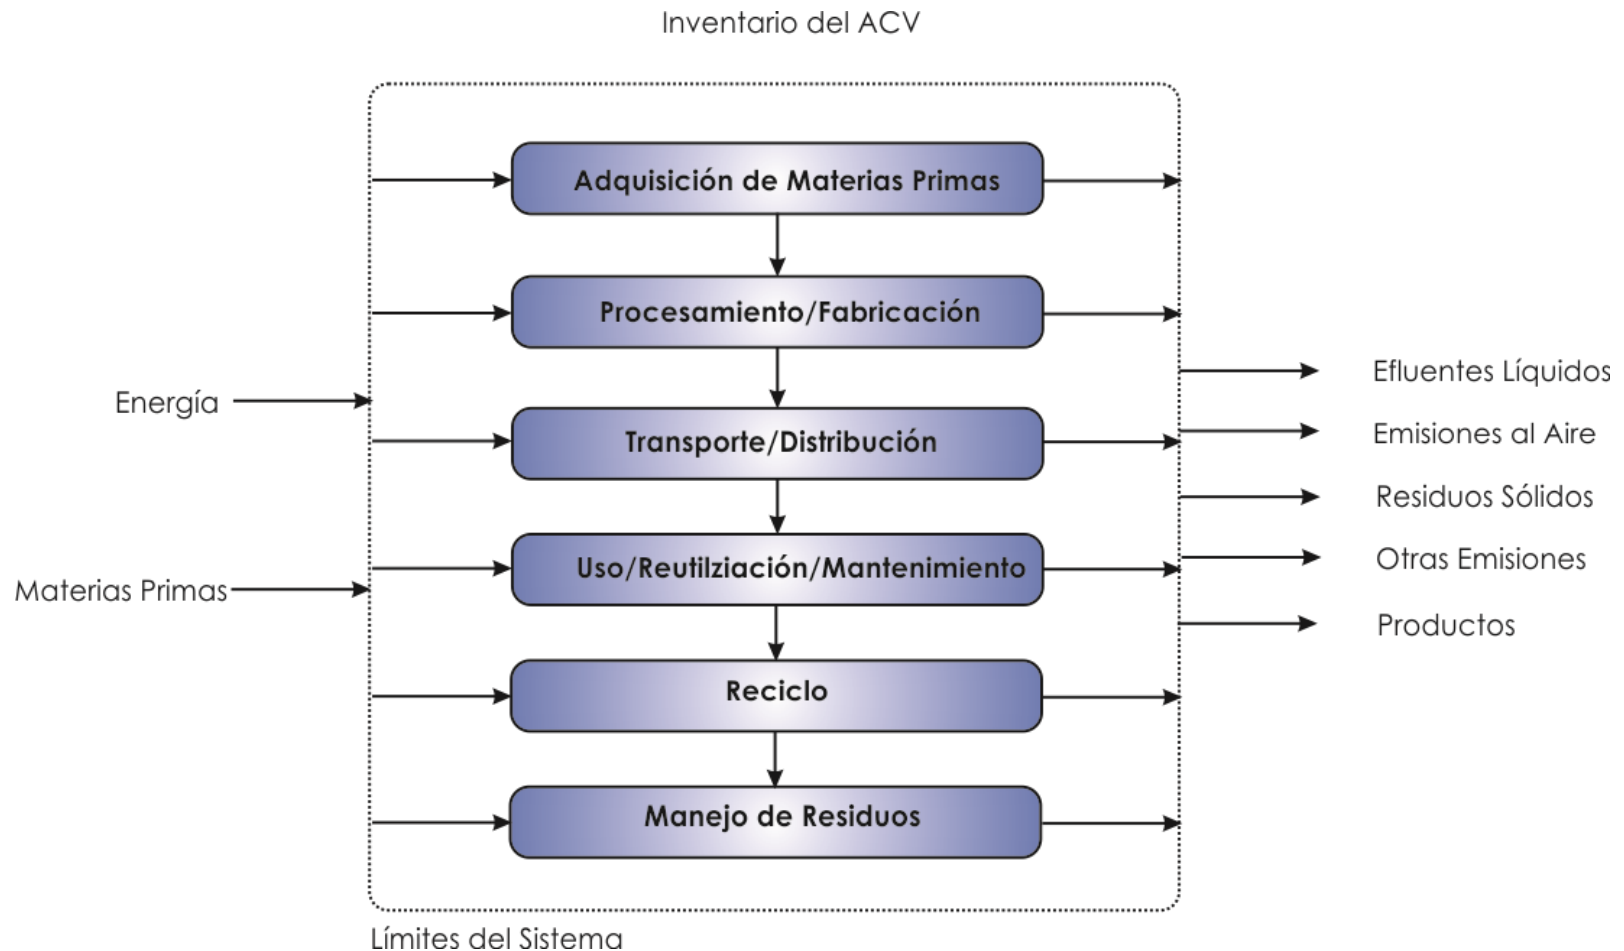 Inventario del ACV
Adquisición de Materias Primas
Procesamiento/Fabricación
Transporte/Distribución
Uso/Reutilziación/Mantenimiento
Reciclo
Manejo de Residuos
Energía
Materias Primas
Efluentes Líquidos
Emisiones al Aire
Residuos Sólidos
Otras Emisiones
Productos
Límites del Sistema